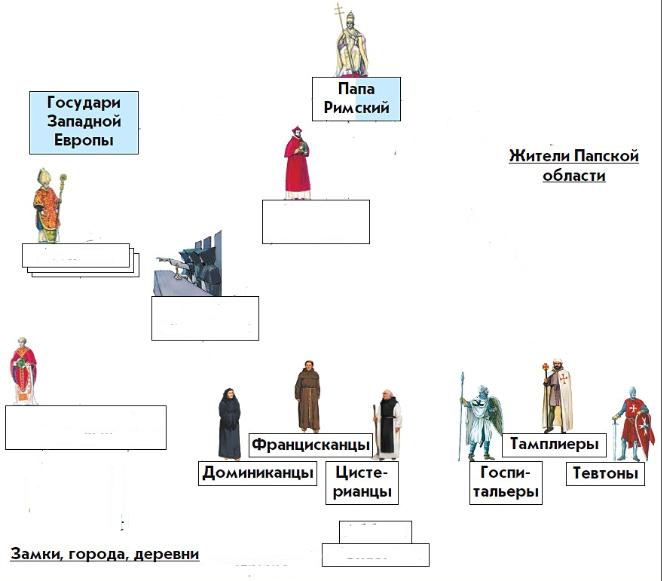 Папа
Римский
Государи
Западной
Европы
Жители Папской
области
Францисканцы
Доминиканцы
Цисте-
рианцы
Тамплиеры
Госпи-
тальеры
Тевтоны
Замки, города, деревни